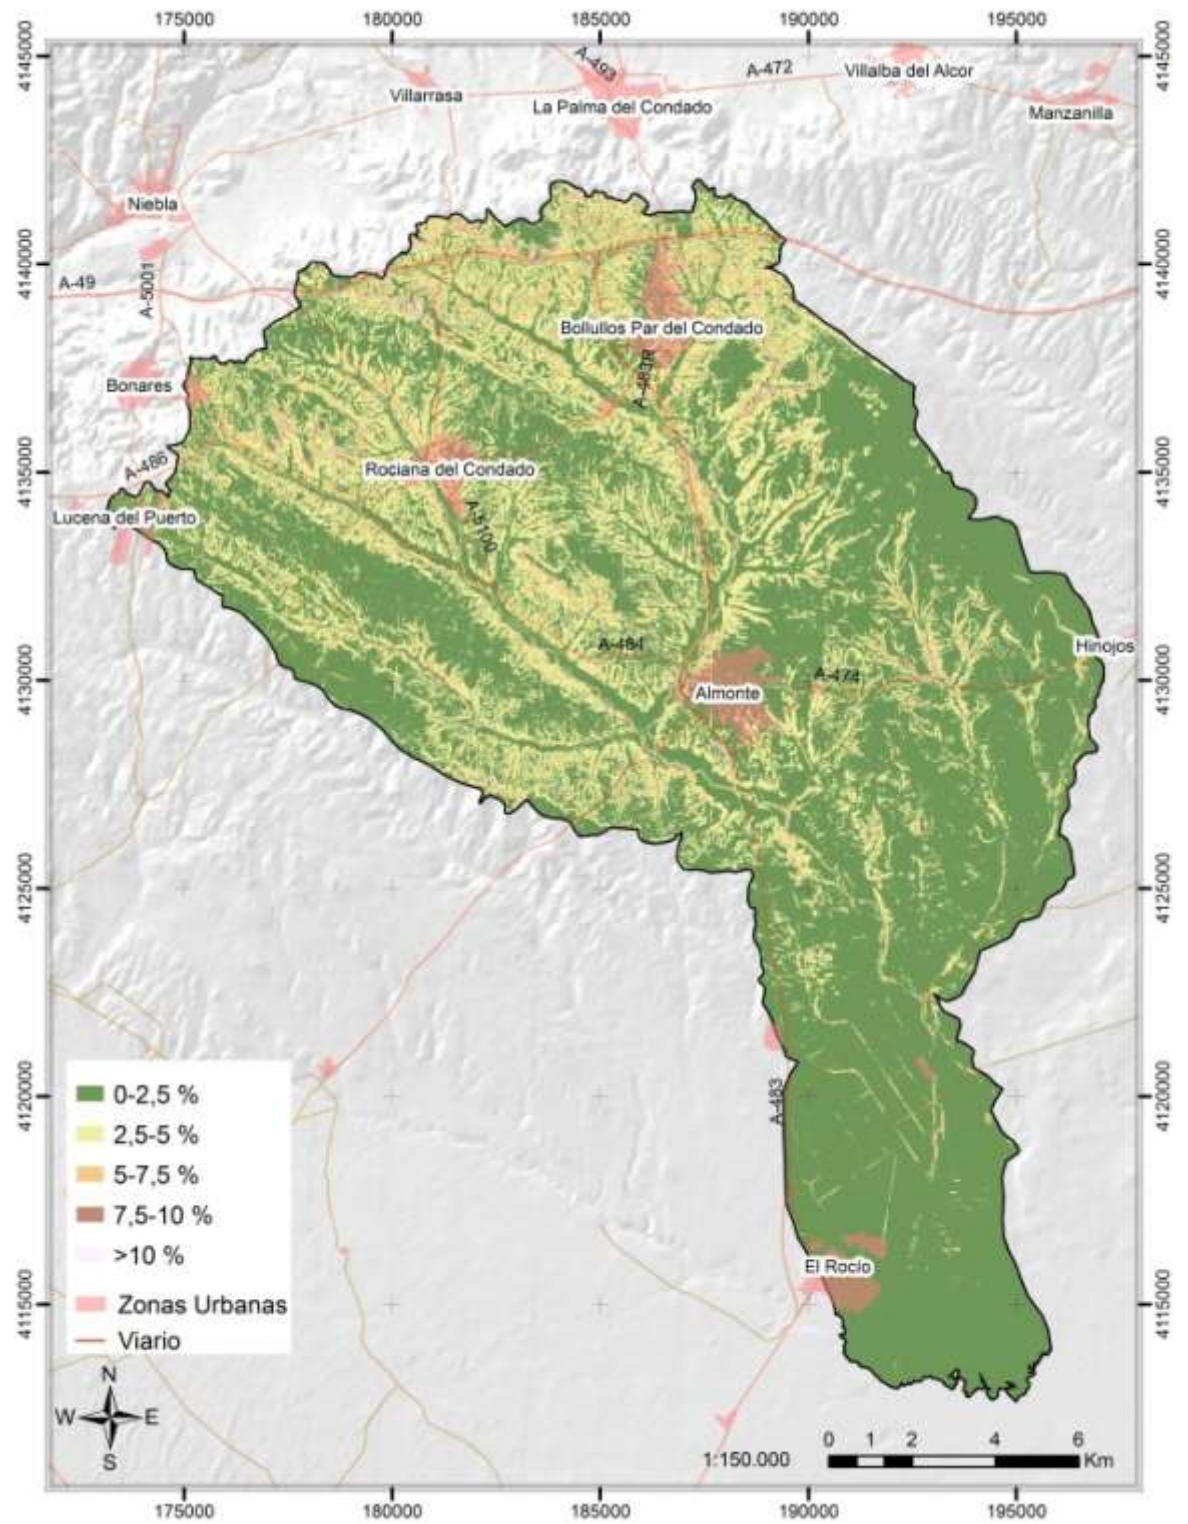 175000
180000
185000
190000
195000
4145000
4145000
A-493
A-472
Villalba del Alcor
Villarrasa
La Palma del Condado
Manzanilla
Niebla
4140000
4140000
A-49
A-5001
Bollullos Par del Condado
Bonares
A-486
Rociana del Condado
4135000
4135000
A-5100
Lucena del Puerto
A-484
Hinojos
A-474
4130000
4130000
Almonte
4125000
4125000
0-2,5 %
2,5-5 %
5-7,5 %
7,5-10 %
>10 %
Zonas Urbanas
Viario
4120000
4120000
A-483
El Rocío
4115000
4115000
N
W
E
S
1:150.000
0
1
2
4
6
Km
175000
180000
185000
190000
195000